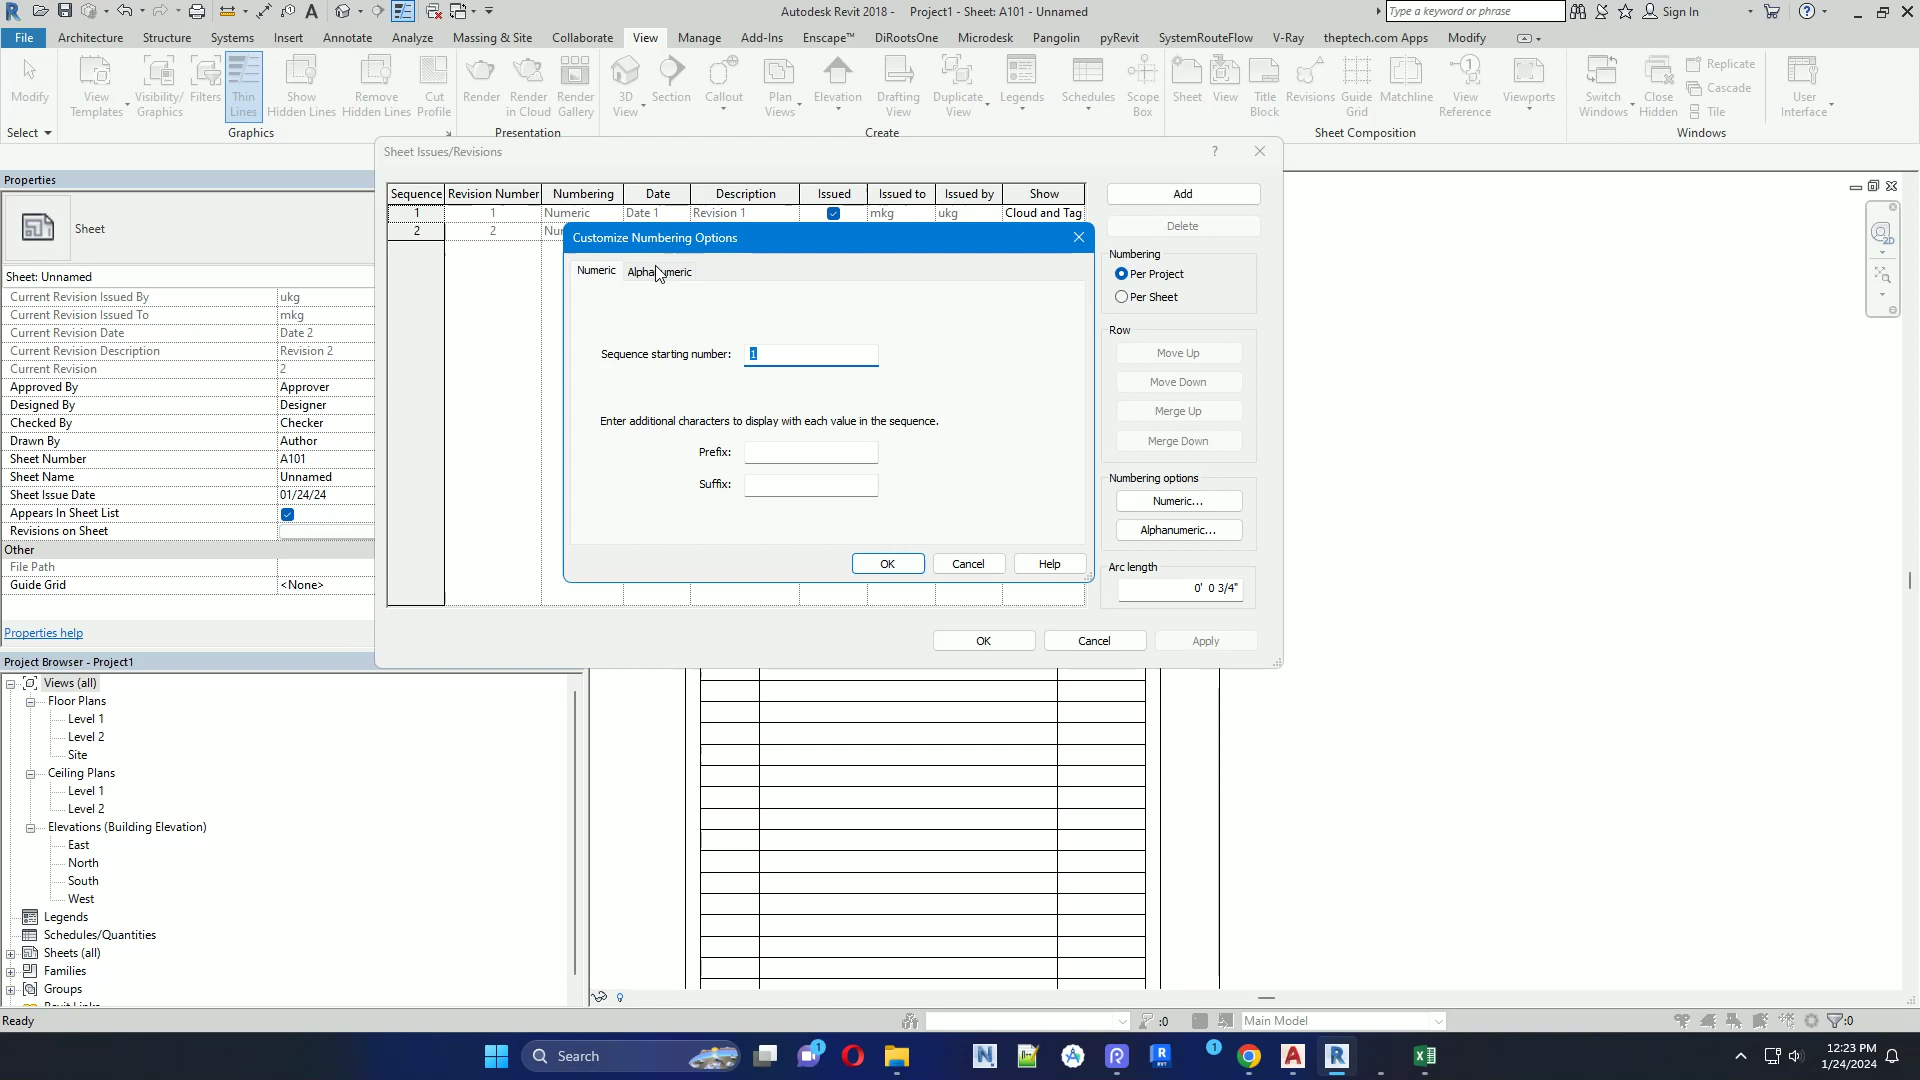 Autodesk Revit 2018 - Project1 - Sheet: A101 - Unnamed
Type a keyword or phrase
Sign In
File Architecture Structure Systems Insert Annotate Analyze Massing & Site Collaborate View Manage Add-Ins Enscape™ DiRootsOne Microdesk Pangolin pyRevit SystemRouteFlow V-Ray theptech.com Apps Modify
Modify
View Templates
Visibility/ Graphics
Filters
Thin Lines
Show Hidden Lines
Remove Hidden Lines
Cut Profile
Render
Render in Cloud
Render Gallery
3D View
Section
Callout
Plan Views
Elevation
Drafting View
Duplicate View
Legends
Schedules
Scope Box
Sheet
View
Title Block
Revisions
Guide Grid
Matchline
View Reference
Viewports
Switch Windows
Close Hidden
Replicate
Cascade
Tile
User Interface
Select
Graphics
Presentation
Create
Sheet Composition
Windows
Properties
Sheet
Sheet: Unnamed
Current Revision Issued By ukg
Current Revision Issued To mkg
Current Revision Date Date 2
Current Revision Description Revision 2
Current Revision 2
Approved By Approver
Designed By Designer
Checked By Checker
Drawn By Author
Sheet Number A101
Sheet Name Unnamed
Sheet Issue Date 01/24/24
Appears In Sheet List
Revisions on Sheet
Other
File Path
Guide Grid <None>
Properties help
Sheet Issues/Revisions
?
Sequence Revision Number Numbering Date Description Issued Issued to Issued by Show
1 1 Numeric Date 1 Revision 1 mkg ukg Cloud and Tag
2 2
Add
Delete
Numbering
Per Project
Per Sheet
Row
Move Up
Move Down
Merge Up
Merge Down
Numbering options
Numeric...
Alphanumeric...
Arc length
0' 0 3/4"
OK Cancel Apply
Customize Numbering Options
Numeric Alphanumeric
Sequence starting number: 1
Enter additional characters to display with each value in the sequence.
Prefix:
Suffix:
OK Cancel Help
Project Browser - Project1
Views (all)
Floor Plans
Level 1
Level 2
Site
Ceiling Plans
Level 1
Level 2
Elevations (Building Elevation)
East
North
South
West
Legends
Schedules/Quantities
Sheets (all)
Families
Groups
Revit Links
Ready
:0
Main Model
:0
Search
12:23 PM
1/24/2024